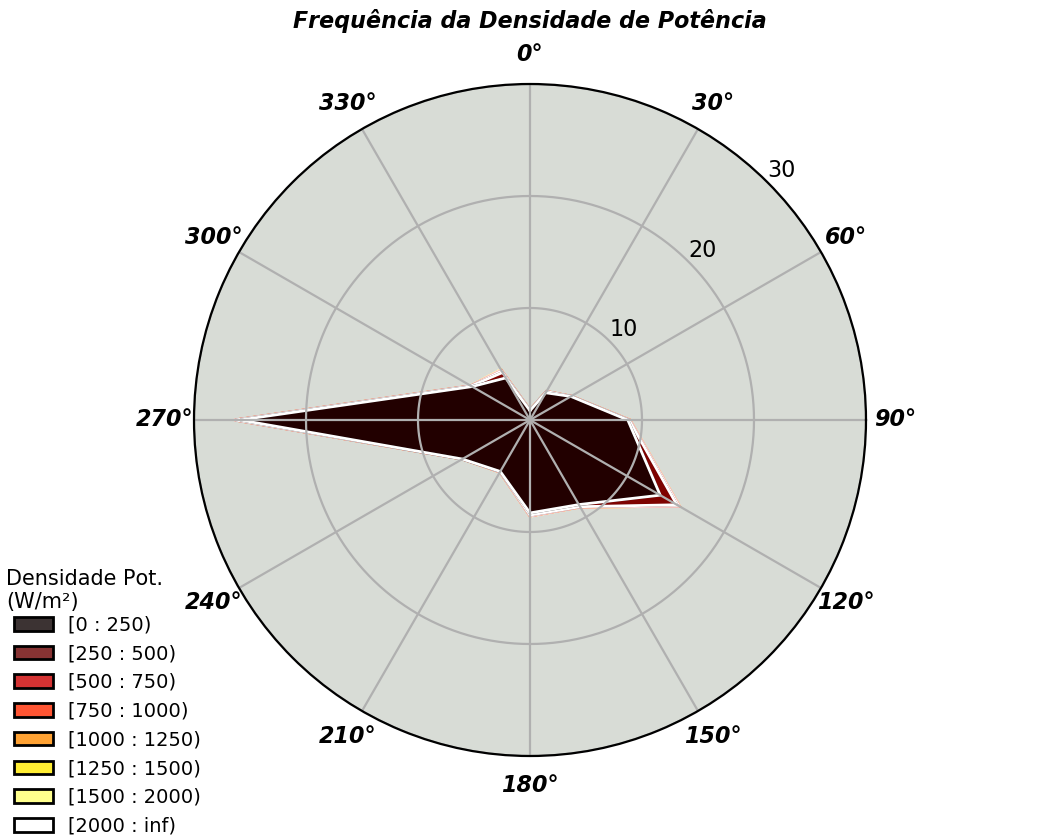 Frequência da Densidade de Potência
0°
330°
30°
30
300°
60°
20
10
270°
90°
240°
120°
210°
150°
180°
Densidade Pot.
(W/m²)
[0 : 250)
[250 : 500)
[500 : 750)
[750 : 1000)
[1000 : 1250)
[1250 : 1500)
[1500 : 2000)
[2000 : inf)